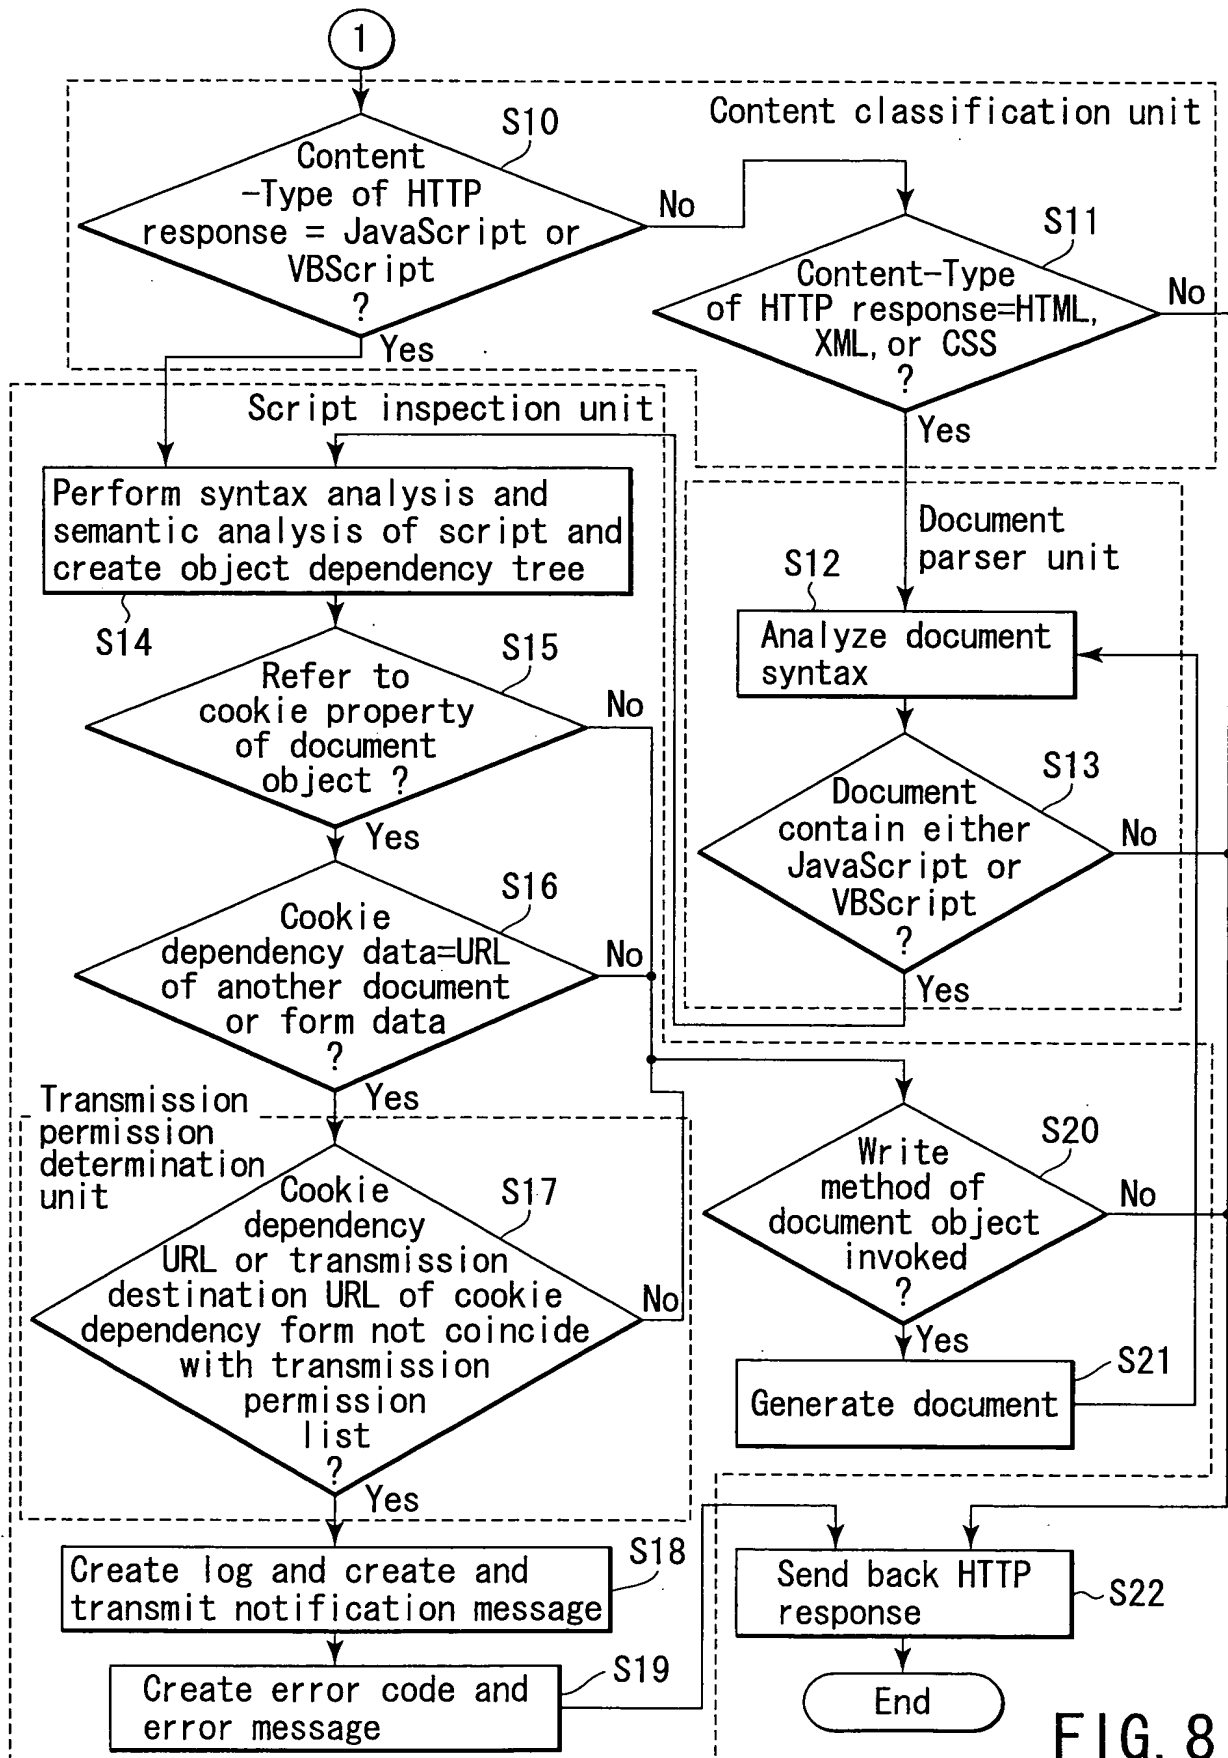 1
Content classification unit
S10
Content
-Type of HTTP
response = JavaScript or
VBScript
?
No
Yes
S11
Content-Type
of HTTP response=HTML,
XML, or CSS
?
No
Yes
Script inspection unit
Perform syntax analysis and
semantic analysis of script and
create object dependency tree
S14
Document
parser unit
S12
Analyze document
syntax
S15
Refer to
cookie property
of document
object ?
No
Yes
S13
Document
contain either
JavaScript or
VBScript
?
No
Yes
S16
Cookie
dependency data=URL
of another document
or form data
?
No
Yes
Transmission
permission
determination
unit
S17
Cookie
dependency
URL or transmission
destination URL of cookie
dependency form not coincide
with transmission
permission
list
?
No
Yes
S20
Write
method of
document object
invoked
?
No
Yes
S21
Generate document
S18
Create log and create and
transmit notification message
S19
Create error code and
error message
Send back HTTP
response
S22
End
FIG. 8